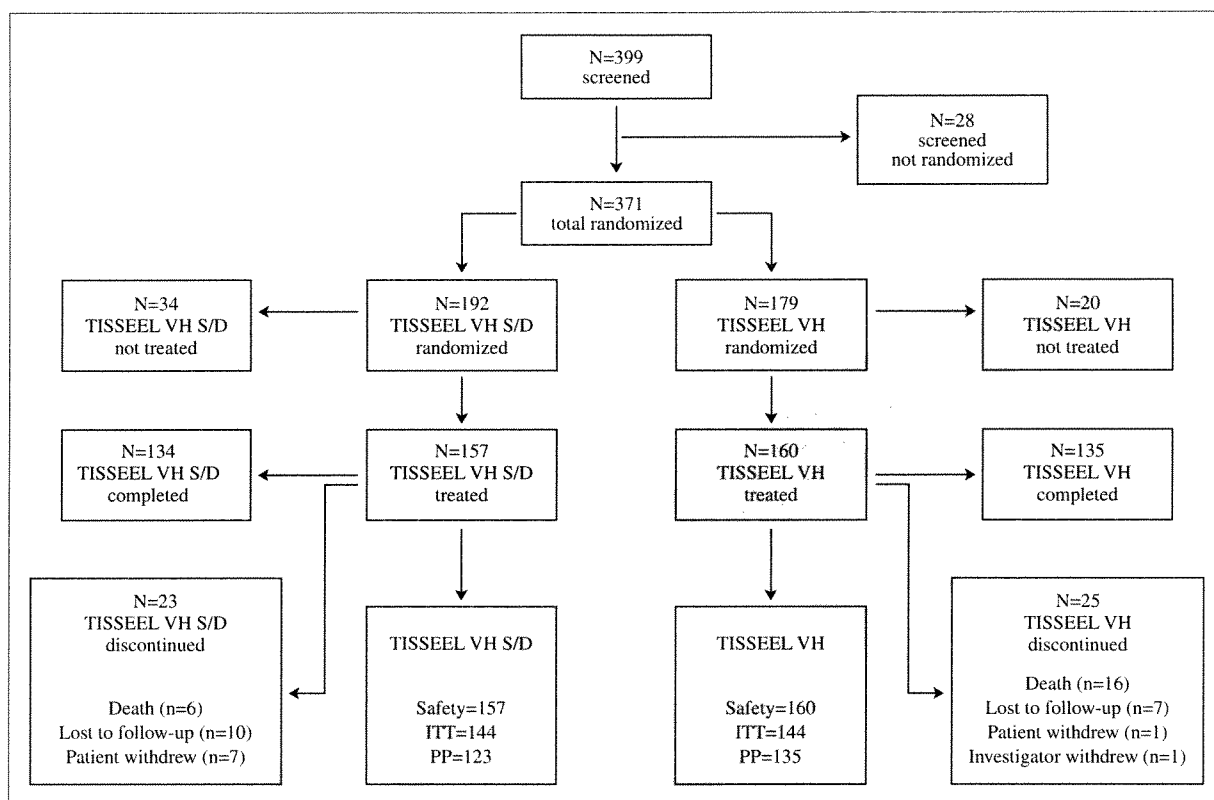 N=399
screened
N=28
screened
not randomized
N=371
total randomized
N=34
TISSEEL VH S/D
not treated
N=192
TISSEEL VH S/D
randomized
N=179
TISSEEL VH
randomized
N=20
TISSEEL VH
not treated
N=134
TISSEEL VH S/D
completed
N=157
TISSEEL VH S/D
treated
N=160
TISSEEL VH
treated
N=135
TISSEEL VH
completed
N=23
TISSEEL VH S/D
discontinued
Death (n=6)
Lost to follow-up (n=10)
Patient withdrew (n=7)
TISSEEL VH S/D
Safety=157
ITT=144
PP=123
TISSEEL VH
Safety=160
ITT=144
PP=135
N=25
TISSEEL VH
discontinued
Death (n=16)
Lost to follow-up (n=7)
Patient withdrew (n=1)
Investigator withdrew (n=1)